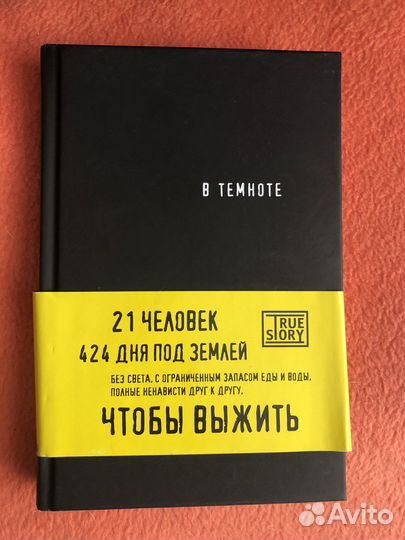 В ТЕМНОТЕ
21 ЧЕЛОВЕК
424 ДНЯ ПОД ЗЕМЛЕЙ
TRUE
STORY
БЕЗ СВЕТА, С ОГРАНИЧЕННЫМ ЗАПАСОМ ЕДЫ И ВОДЫ,
ПОЛНЫЕ НЕНАВИСТИ ДРУГ К ДРУГУ,
ЧТОБЫ ВЫЖИТЬ
Avito